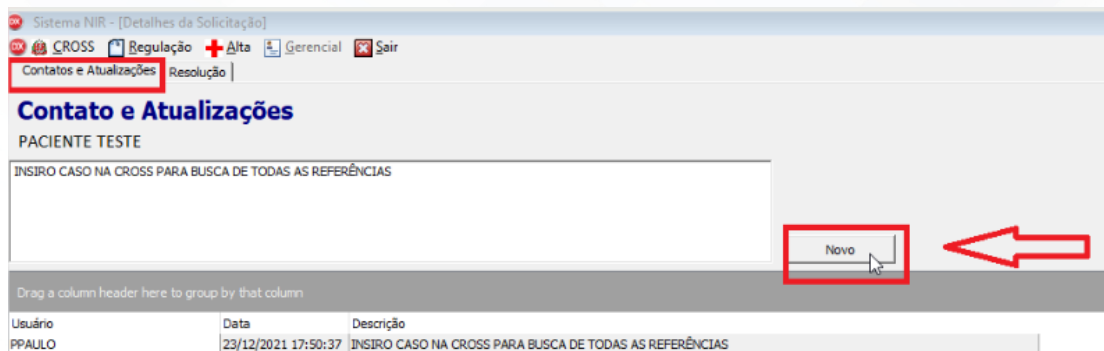 Sistema NIR - [Detalhes da Solicitação]
CROSS Regulação Alta Gerencial Sair
Contatos e Atualizações Resolução
Contato e Atualizações
PACIENTE TESTE
INSIRO CASO NA CROSS PARA BUSCA DE TODAS AS REFERÊNCIAS
Novo
Drag a column header here to group by that column
Usuário Data Descrição
PPAULO 23/12/2021 17:50:37 INSIRO CASO NA CROSS PARA BUSCA DE TODAS AS REFERÊNCIAS